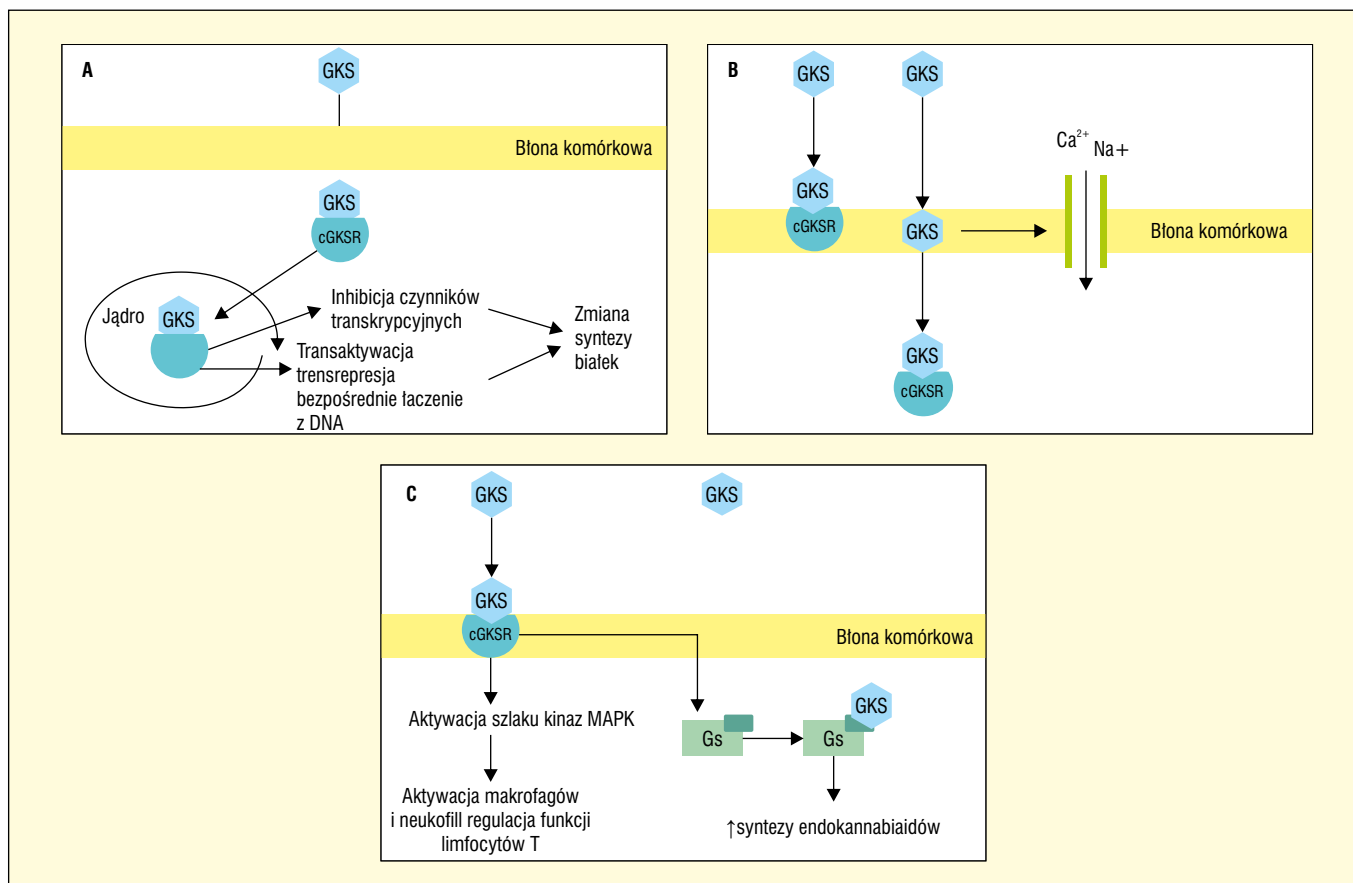 A
GKS
Błona komórkowa
GKS
cGKSR
Jądro
GKS
Inhibicja czynników
transkrypcyjnych
Transaktywacja
trensrepresja
bezpośrednie łaczenie
z DNA
Zmiana
syntezy
białek
B
GKS
GKS
Ca²⁺ Na+
GKS
cGKSR
GKS
Błona komórkowa
GKS
cGKSR
C
GKS
GKS
GKS
cGKSR
Błona komórkowa
Aktywacja szlaku kinaz MAPK
Gs
Gs
GKS
Aktywacja makrofagów
i neukofill regulacja funkcji
limfocytów T
↑syntezy endokannabiaidów